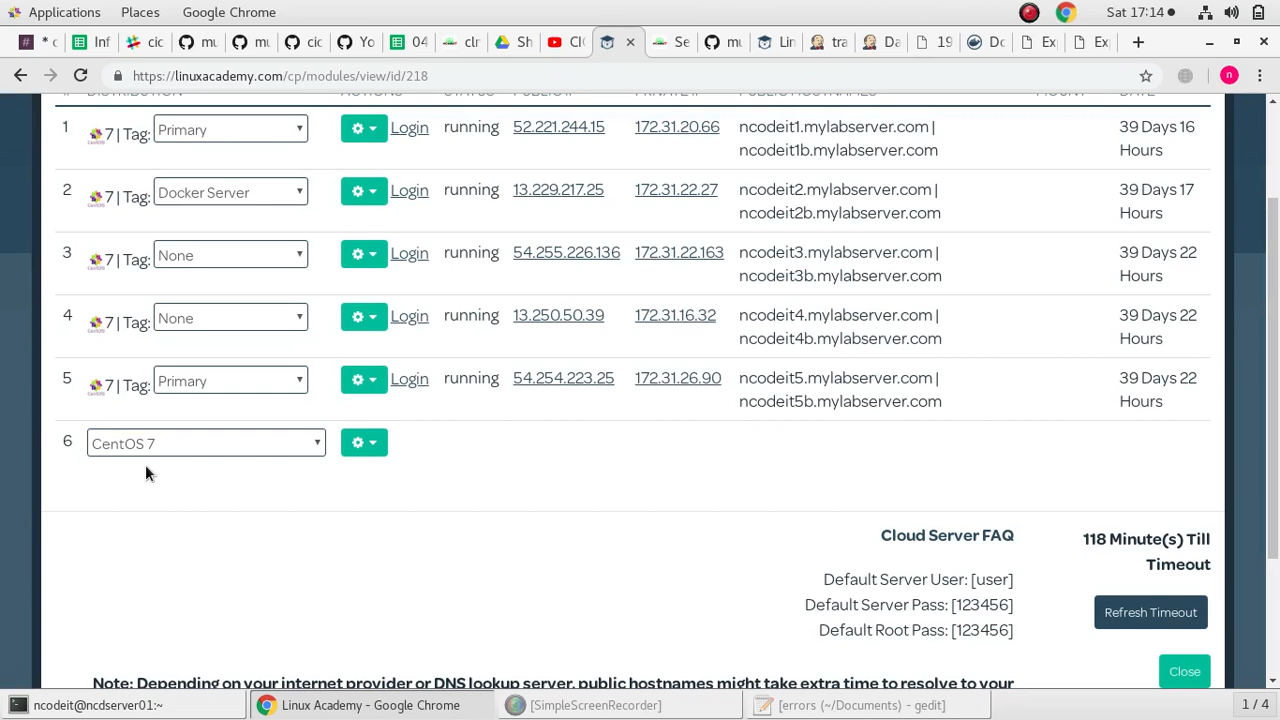 Applications Places Google Chrome Sat 17:14
# * c Inf cic mu mu cic Yo 04 clr Sh Cl Se mu Lin tra Da 19 Do Ex Ex
https://linuxacademy.com/cp/modules/view/id/218
DISTRIBUTION ACTIONS STATUS PUBLIC IP PRIVATE IP PUBLIC HOSTNAMES MOUNT DATE
1 7 | Tag: Primary Login running 52.221.244.15 172.31.20.66 ncodeit1.mylabserver.com | 39 Days 16
ncodeit1b.mylabserver.com Hours
2 7 | Tag: Docker Server Login running 13.229.217.25 172.31.22.27 ncodeit2.mylabserver.com | 39 Days 17
ncodeit2b.mylabserver.com Hours
3 7 | Tag: None Login running 54.255.226.136 172.31.22.163 ncodeit3.mylabserver.com | 39 Days 22
ncodeit3b.mylabserver.com Hours
4 7 | Tag: None Login running 13.250.50.39 172.31.16.32 ncodeit4.mylabserver.com | 39 Days 22
ncodeit4b.mylabserver.com Hours
5 7 | Tag: Primary Login running 54.254.223.25 172.31.26.90 ncodeit5.mylabserver.com | 39 Days 22
ncodeit5b.mylabserver.com Hours
6 CentOS 7
Cloud Server FAQ
Default Server User: [user]
Default Server Pass: [123456]
Default Root Pass: [123456]
118 Minute(s) Till
Timeout
Refresh Timeout
Close
Note: Depending on your internet provider or DNS lookup server, public hostnames might take extra time to resolve to your
ncodeit@ncdserver01:~ Linux Academy - Google Chrome [SimpleScreenRecorder] [errors (~/Documents) - gedit] 1 / 4